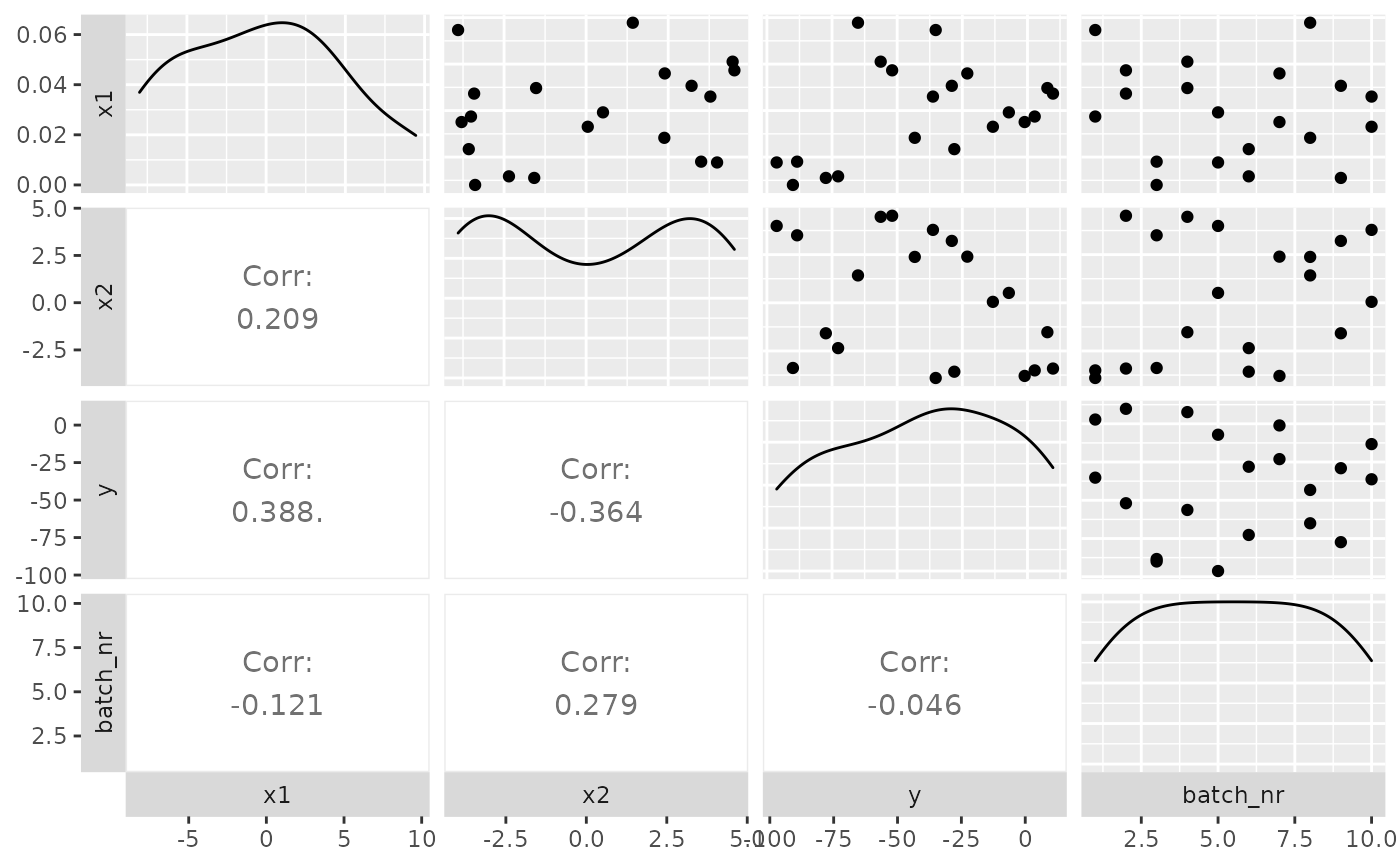 0.06
0.04
0.02
0.00
x1
5.0
2.5
0.0
-2.5
x2
Corr:
0.209
0
-25
-50
-75
-100
y
Corr:
0.388.
Corr:
-0.364
10.0
7.5
5.0
2.5
batch_nr
Corr:
-0.121
Corr:
0.279
Corr:
-0.046
x1
x2
y
batch_nr
-5 0 5 10
-2.5 0.0 2.5 5.0
-100 -75 -50 -25 0
2.5 5.0 7.5 10.0